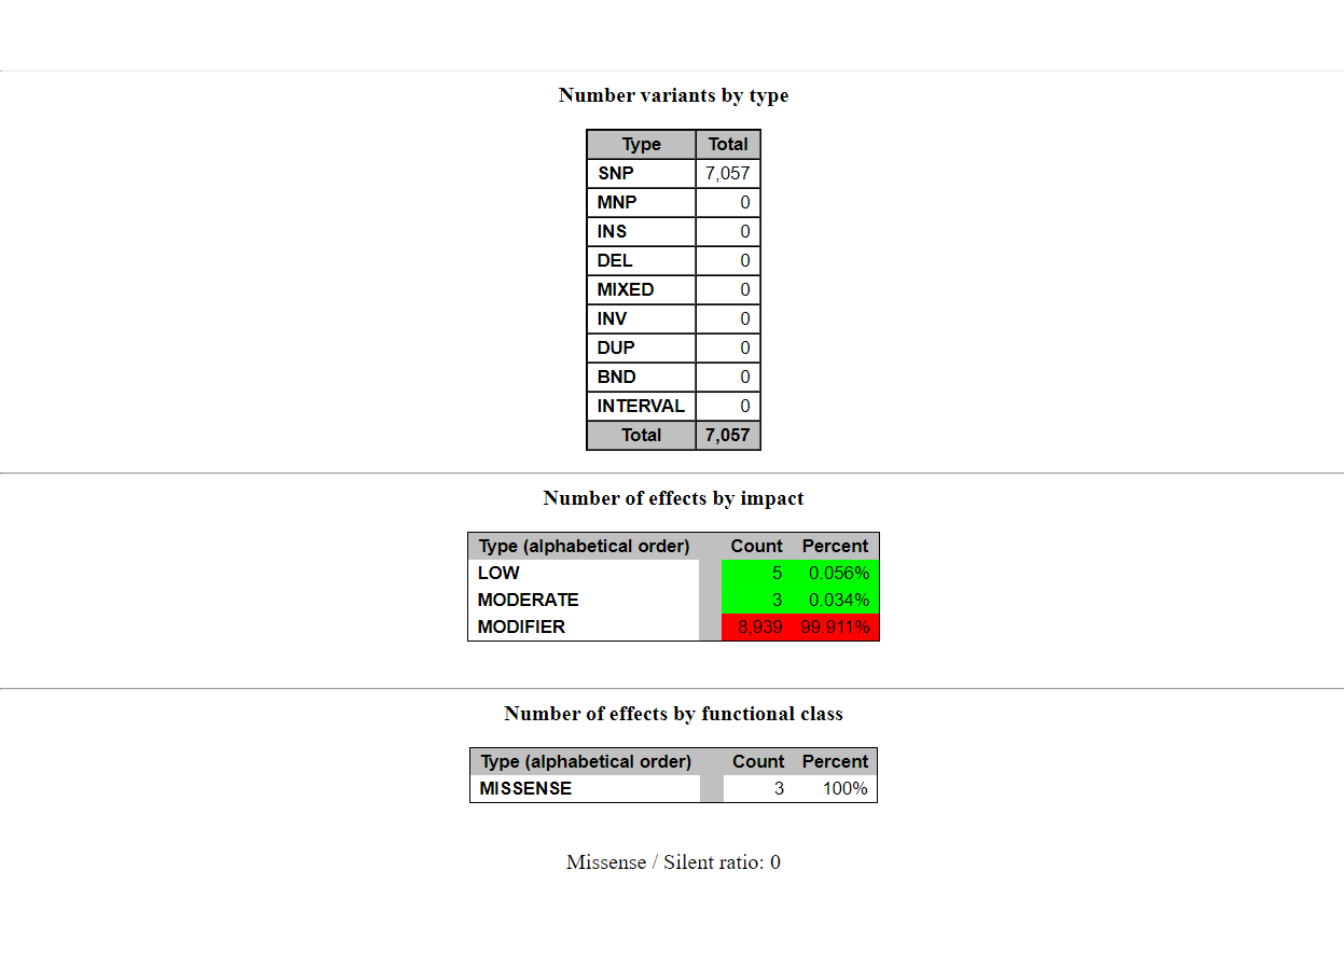 Number variants by type
Type Total
SNP 7,057
MNP 0
INS 0
DEL 0
MIXED 0
INV 0
DUP 0
BND 0
INTERVAL 0
Total 7,057
Number of effects by impact
Type (alphabetical order) Count Percent
LOW 5 0.056%
MODERATE 3 0.034%
MODIFIER 8,939 99.911%
Number of effects by functional class
Type (alphabetical order) Count Percent
MISSENSE 3 100%
Missense / Silent ratio: 0